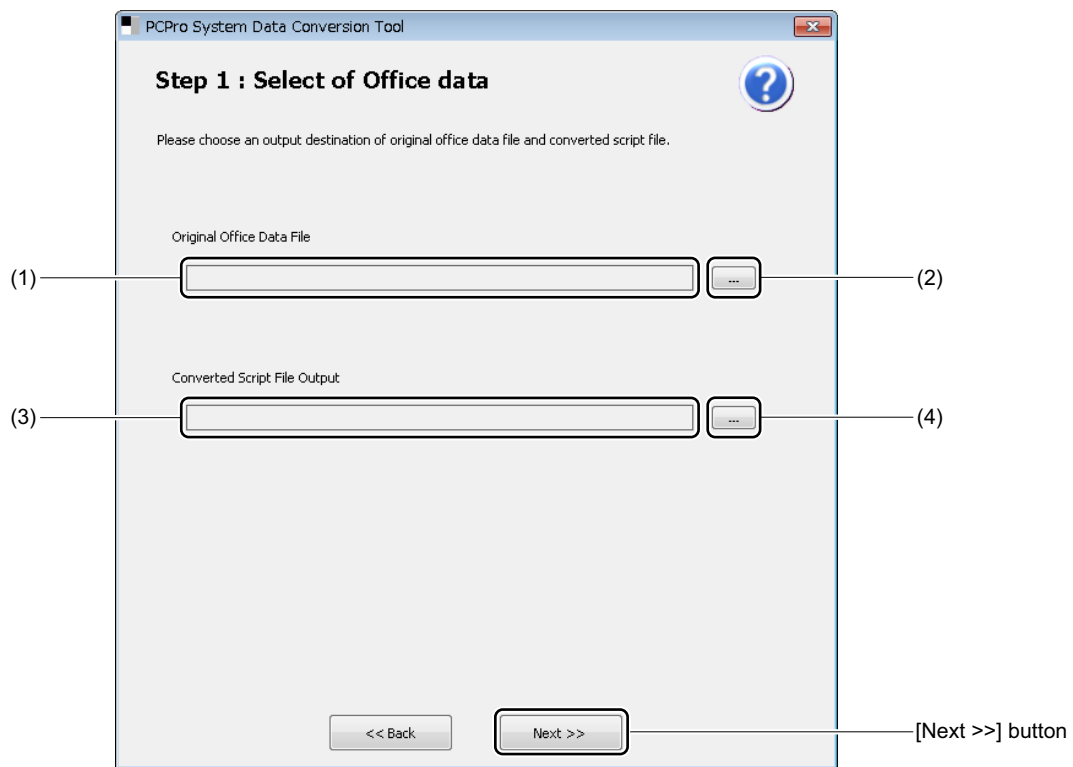 PCPro System Data Conversion Tool
Step 1 : Select of Office data
?
Please choose an output destination of original office data file and converted script file.
Original Office Data File
(1)
...
(2)
Converted Script File Output
(3)
...
(4)
<< Back
Next >>
[Next >>] button